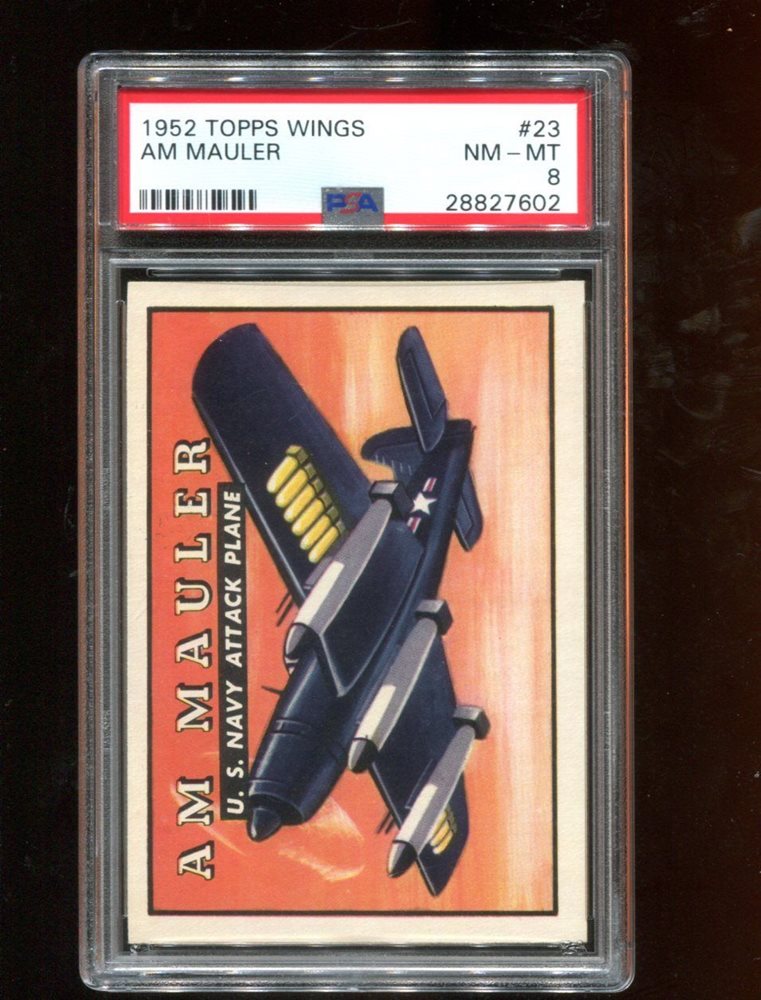 1952 TOPPS WINGS #23
AM MAULER NM – MT
8
PSA 28827602
AM MAULER
U. S. NAVY ATTACK PLANE